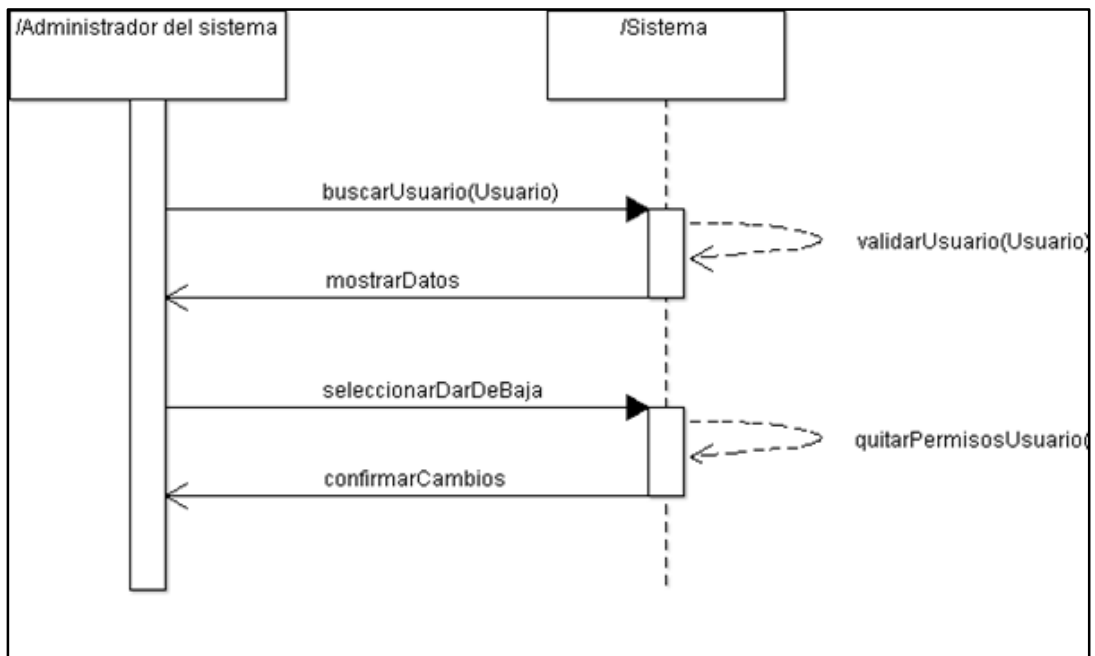 /Administrador del sistema
/Sistema
buscarUsuario(Usuario)
validarUsuario(Usuario)
mostrarDatos
seleccionarDarDeBaja
quitarPermisosUsuario(
confirmarCambios